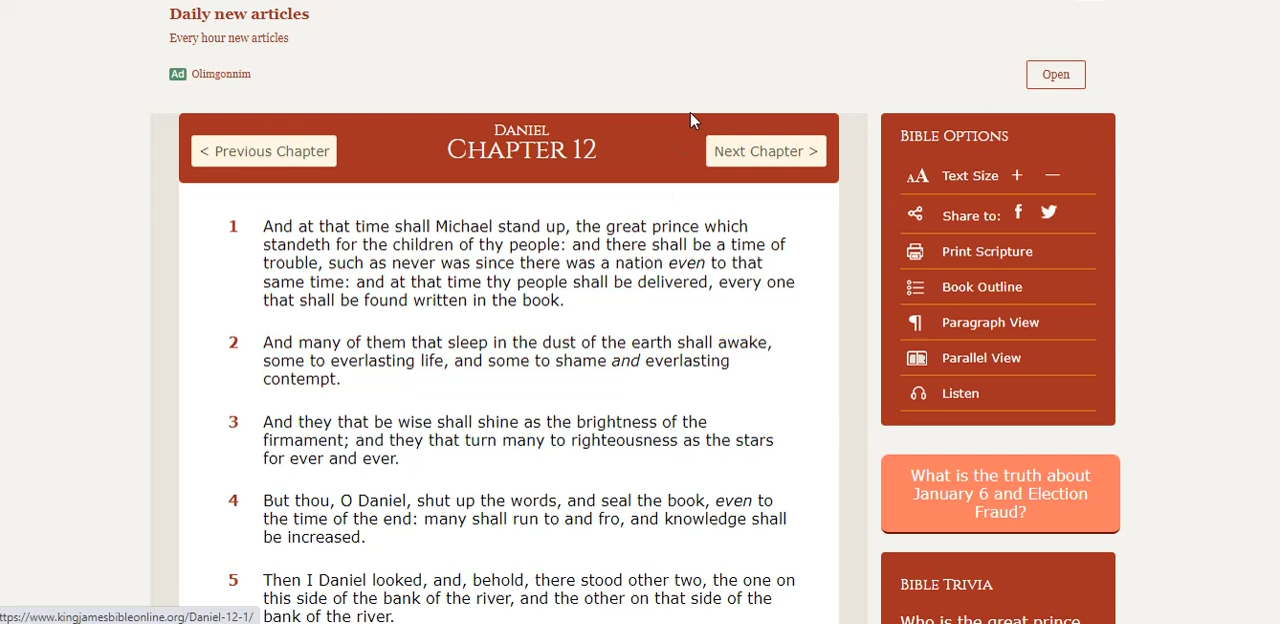 Daily new articles
Every hour new articles
Ad Olimgonnim
Open
< Previous Chapter
DANIEL
CHAPTER 12
Next Chapter >
1 And at that time shall Michael stand up, the great prince which
standeth for the children of thy people: and there shall be a time of
trouble, such as never was since there was a nation even to that
same time: and at that time thy people shall be delivered, every one
that shall be found written in the book.
2 And many of them that sleep in the dust of the earth shall awake,
some to everlasting life, and some to shame and everlasting
contempt.
3 And they that be wise shall shine as the brightness of the
firmament; and they that turn many to righteousness as the stars
for ever and ever.
4 But thou, O Daniel, shut up the words, and seal the book, even to
the time of the end: many shall run to and fro, and knowledge shall
be increased.
5 Then I Daniel looked, and, behold, there stood other two, the one on
this side of the bank of the river, and the other on that side of the
bank of the river.
BIBLE OPTIONS
AA Text Size + —
Share to: f
Print Scripture
Book Outline
¶ Paragraph View
Parallel View
Listen
What is the truth about
January 6 and Election
Fraud?
BIBLE TRIVIA
Who is the great prince
ttps://www.kingjamesbibleonline.org/Daniel-12-1/